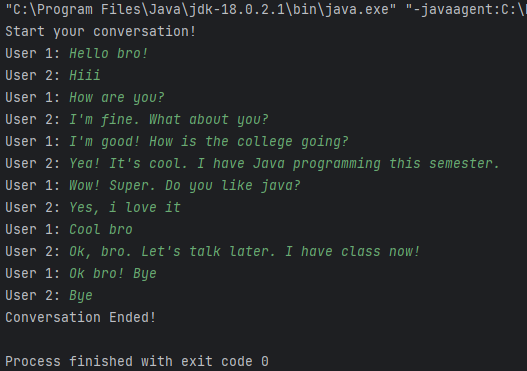 "C:\Program Files\Java\jdk-18.0.2.1\bin\java.exe" "-javaagent:C:\
Start your conversation!
User 1: Hello bro!
User 2: Hiii
User 1: How are you?
User 2: I'm fine. What about you?
User 1: I'm good! How is the college going?
User 2: Yea! It's cool. I have Java programming this semester.
User 1: Wow! Super. Do you like java?
User 2: Yes, i love it
User 1: Cool bro
User 2: Ok, bro. Let's talk later. I have class now!
User 1: Ok bro! Bye
User 2: Bye
Conversation Ended!
Process finished with exit code 0